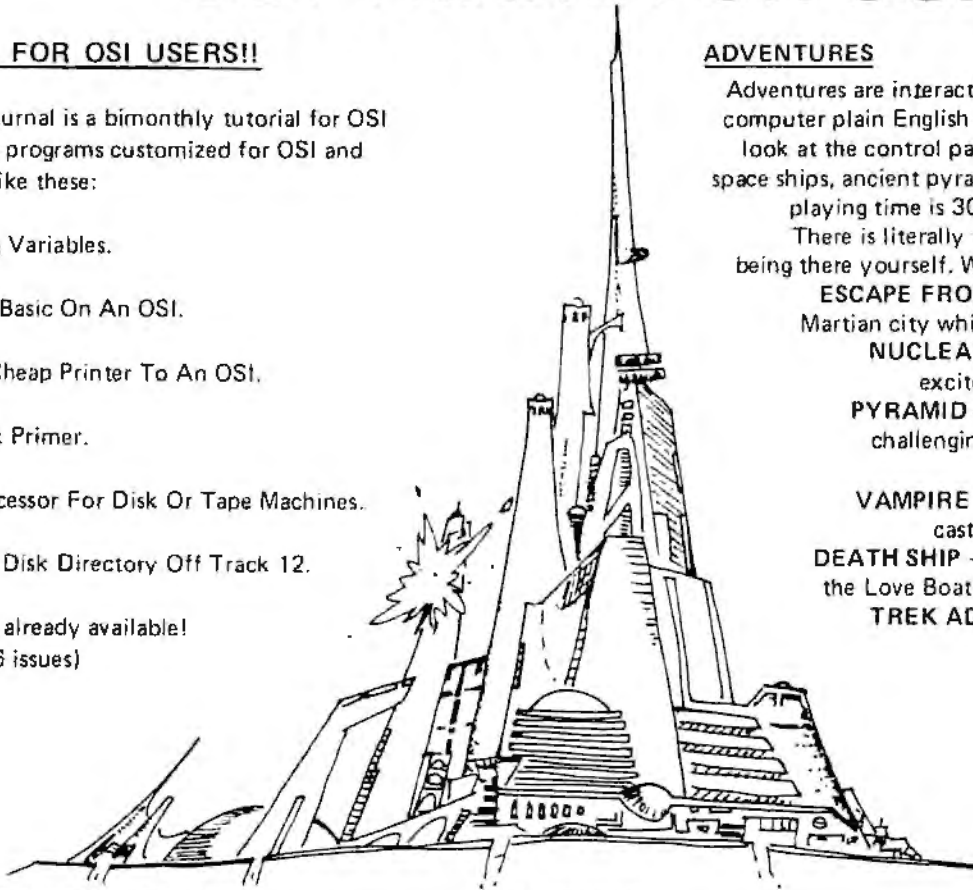 FOR OSI USERS!!
urnal is a bimonthly tutorial for OSI
programs customized for OSI and
ike these:
Variables.
Basic On An OSI.
Cheap Printer To An OSI.
Primer.
cessor For Disk Or Tape Machines.
Disk Directory Off Track 12.
already available!
6 issues)
ADVENTURES
Adventures are interact
computer plain English
look at the control pa
space ships, ancient pyra
playing time is 30
There is literally
being there yourself. W
ESCAPE FRO
Martian city whi
NUCLEA
excite
PYRAMID
challengin
VAMPIRE
cast
DEATH SHIP -
the Love Boat
TREK AD